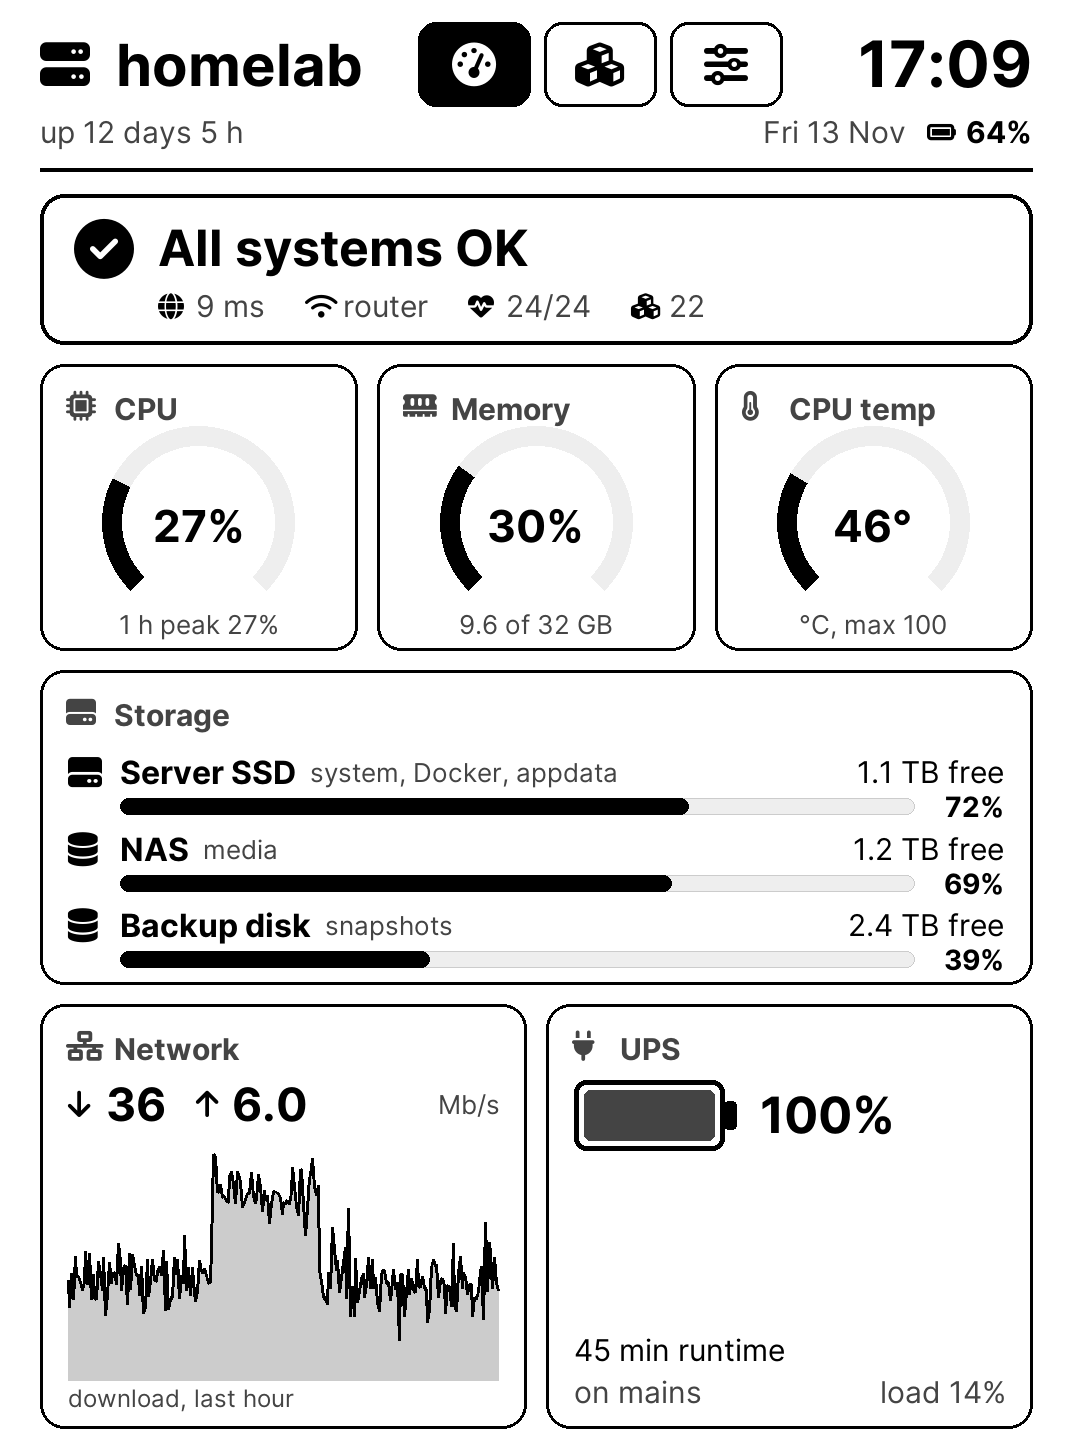 homelab
17:09
up 12 days 5 h
Fri 13 Nov 64%
All systems OK
9 ms router 24/24 22
CPU
27%
1 h peak 27%
Memory
30%
9.6 of 32 GB
CPU temp
46°
°C, max 100
Storage
Server SSD system, Docker, appdata 1.1 TB free
72%
NAS media 1.2 TB free
69%
Backup disk snapshots 2.4 TB free
39%
Network
↓ 36 ↑ 6.0 Mb/s
download, last hour
UPS
100%
45 min runtime
on mains load 14%